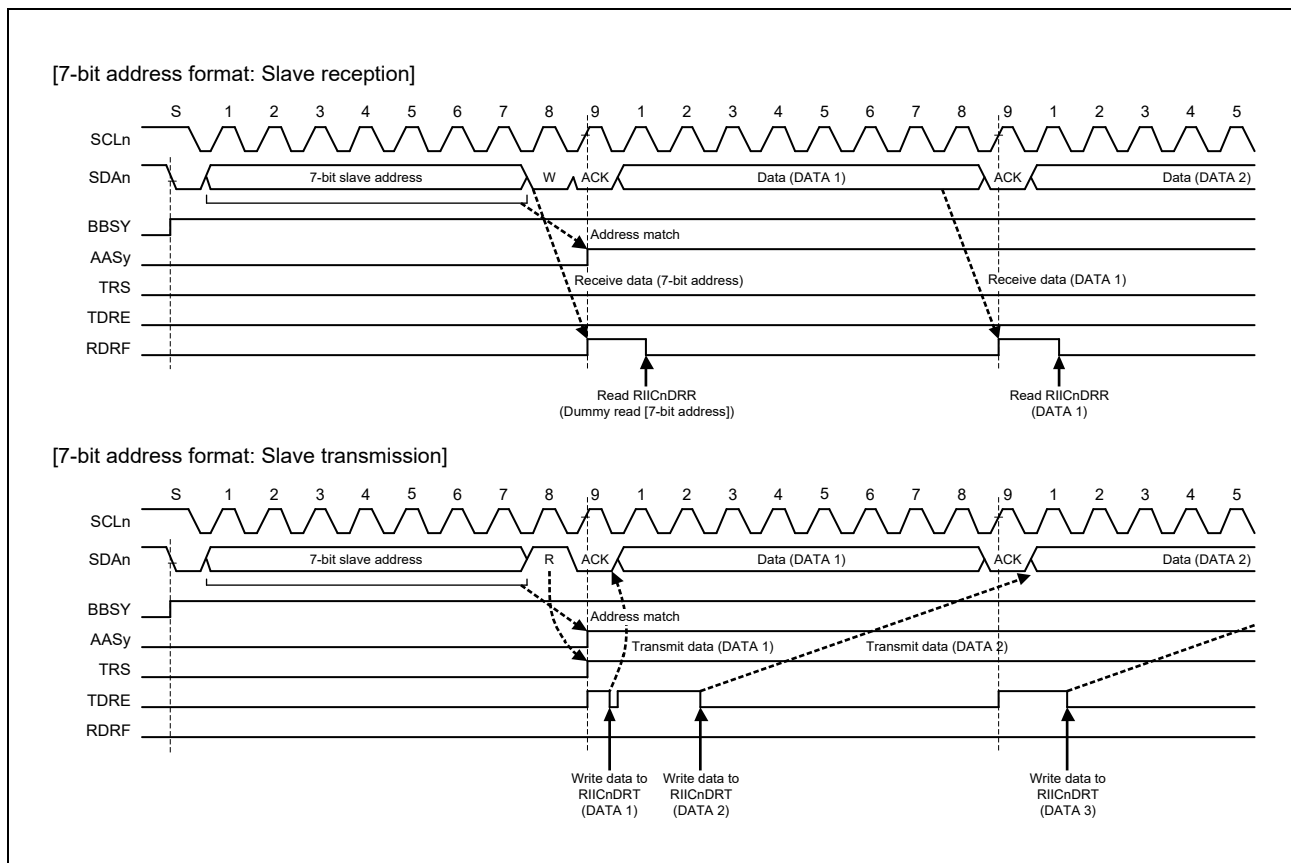 [7-bit address format: Slave reception]
S 1 2 3 4 5 6 7 8 9 1 2 3 4 5 6 7 8 9 1 2 3 4 5
SCLn
SDAn 7-bit slave address W ACK Data (DATA 1) ACK Data (DATA 2)
BBSY
Address match
AASy
Receive data (7-bit address) Receive data (DATA 1)
TRS
TDRE
RDRF
Read RIICnDRR Read RIICnDRR
(Dummy read [7-bit address]) (DATA 1)
[7-bit address format: Slave transmission]
S 1 2 3 4 5 6 7 8 9 1 2 3 4 5 6 7 8 9 1 2 3 4 5
SCLn
SDAn 7-bit slave address R ACK Data (DATA 1) ACK Data (DATA 2)
BBSY
Address match
AASy
Transmit data (DATA 1) Transmit data (DATA 2)
TRS
TDRE
RDRF
Write data to Write data to Write data to
RIICnDRT RIICnDRT RIICnDRT
(DATA 1) (DATA 2) (DATA 3)